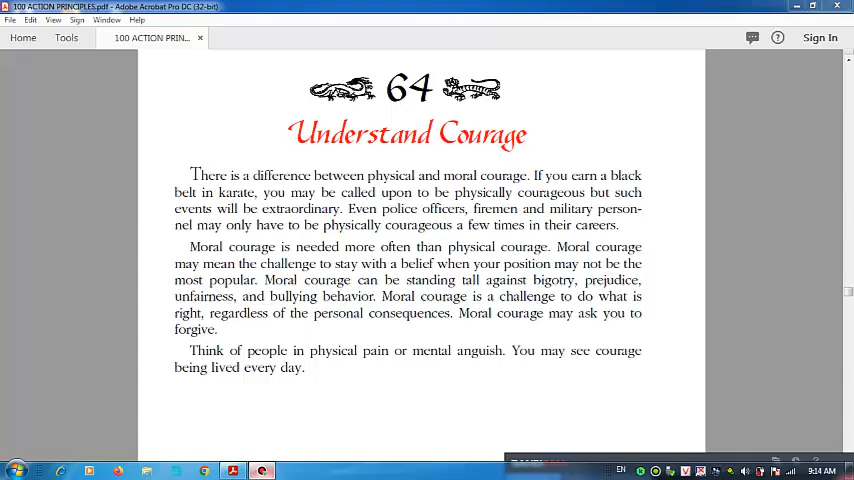 100 ACTION PRINCIPLES.pdf - Adobe Acrobat Pro DC (32-bit)
File Edit View Sign Window Help
Home Tools 100 ACTION PRIN... × Sign In
64
Understand Courage
There is a difference between physical and moral courage. If you earn a black
belt in karate, you may be called upon to be physically courageous but such
events will be extraordinary. Even police officers, firemen and military person-
nel may only have to be physically courageous a few times in their careers.
Moral courage is needed more often than physical courage. Moral courage
may mean the challenge to stay with a belief when your position may not be the
most popular. Moral courage can be standing tall against bigotry, prejudice,
unfairness, and bullying behavior. Moral courage is a challenge to do what is
right, regardless of the personal consequences. Moral courage may ask you to
forgive.
Think of people in physical pain or mental anguish. You may see courage
being lived every day.
EN 9:14 AM